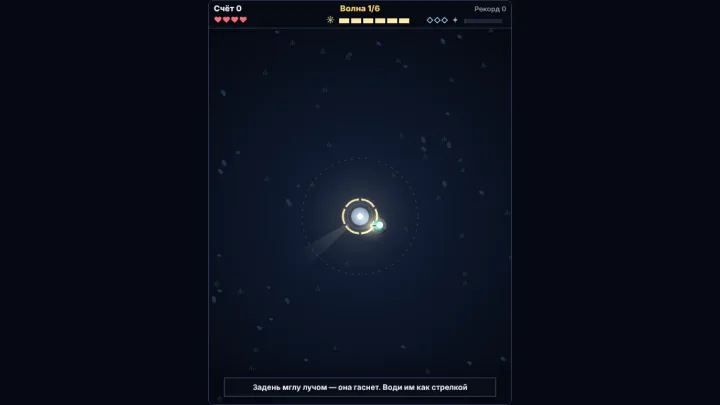 Счёт 0
Волна 1/6
Рекорд 0
Задень мглу лучом — она гаснет. Води им как стрелкой